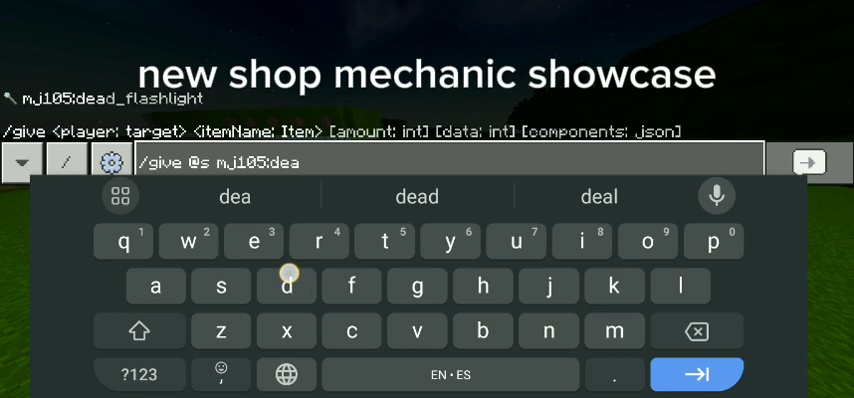 new shop mechanic showcase
mj105:dead_flashlight
/give <player: target> <itemName: Item> [amount: int] [data: int] [components: json]
/
/give @s mj105:dea
dea dead deal
q 1 w 2 e 3 r 4 t 5 y 6 u 7 i 8 o 9 p 0
a s d f g h j k l
z x c v b n m
?123 , EN • ES .